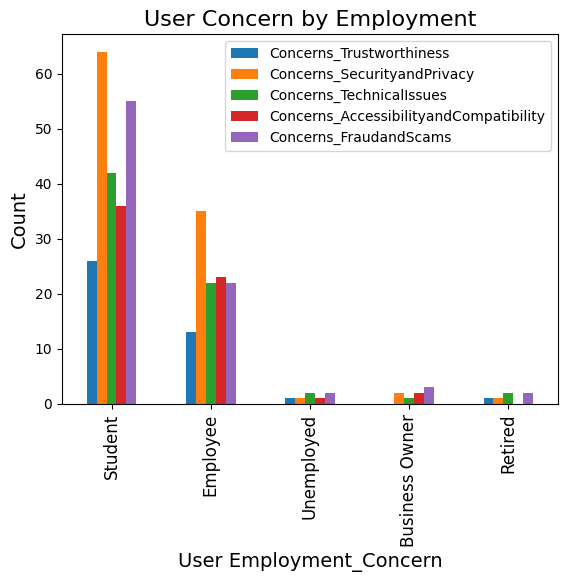 User Concern by Employment
Concerns_Trustworthiness
Concerns_SecurityandPrivacy
Concerns_TechnicalIssues
Concerns_AccessibilityandCompatibility
Concerns_FraudandScams
Count
60
50
40
30
20
10
0
Student
Employee
Unemployed
Business Owner
Retired
User Employment_Concern